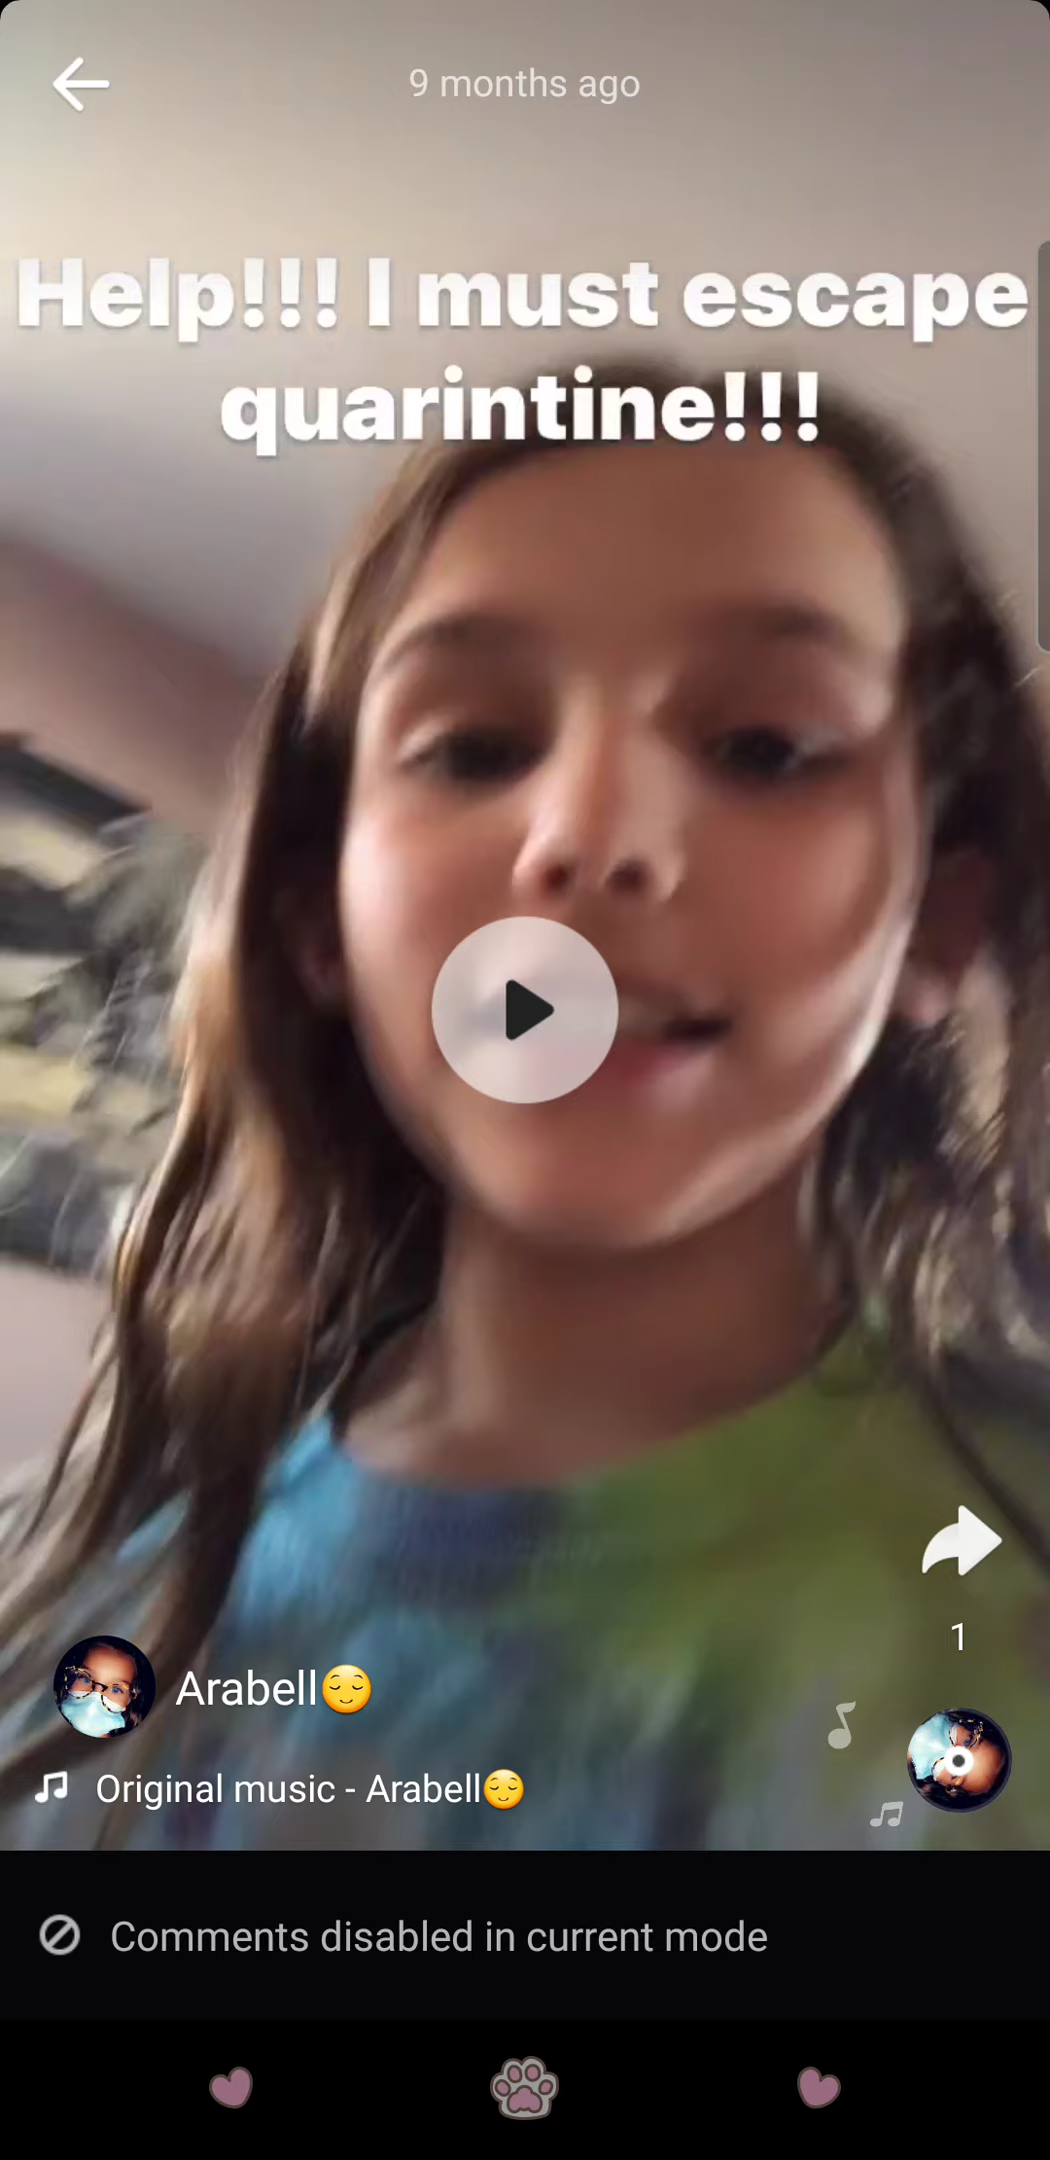 9 months ago
Help!!! I must escape
quarintine!!!
1
Arabell😌
Original music - Arabell😌
Comments disabled in current mode